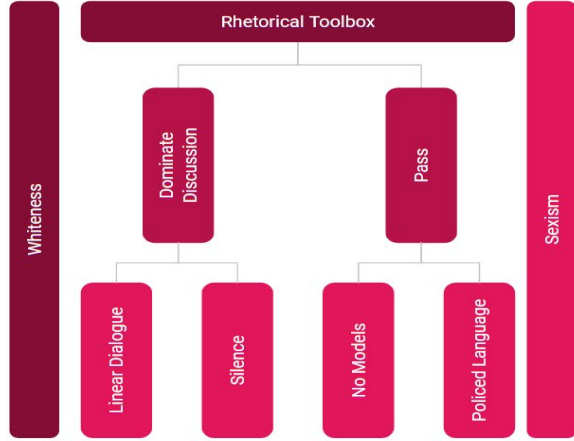 Rhetorical Toolbox
Whiteness
Dominate
Discussion
Pass
Sexism
Linear Dialogue
Silence
No Models
Policed Language